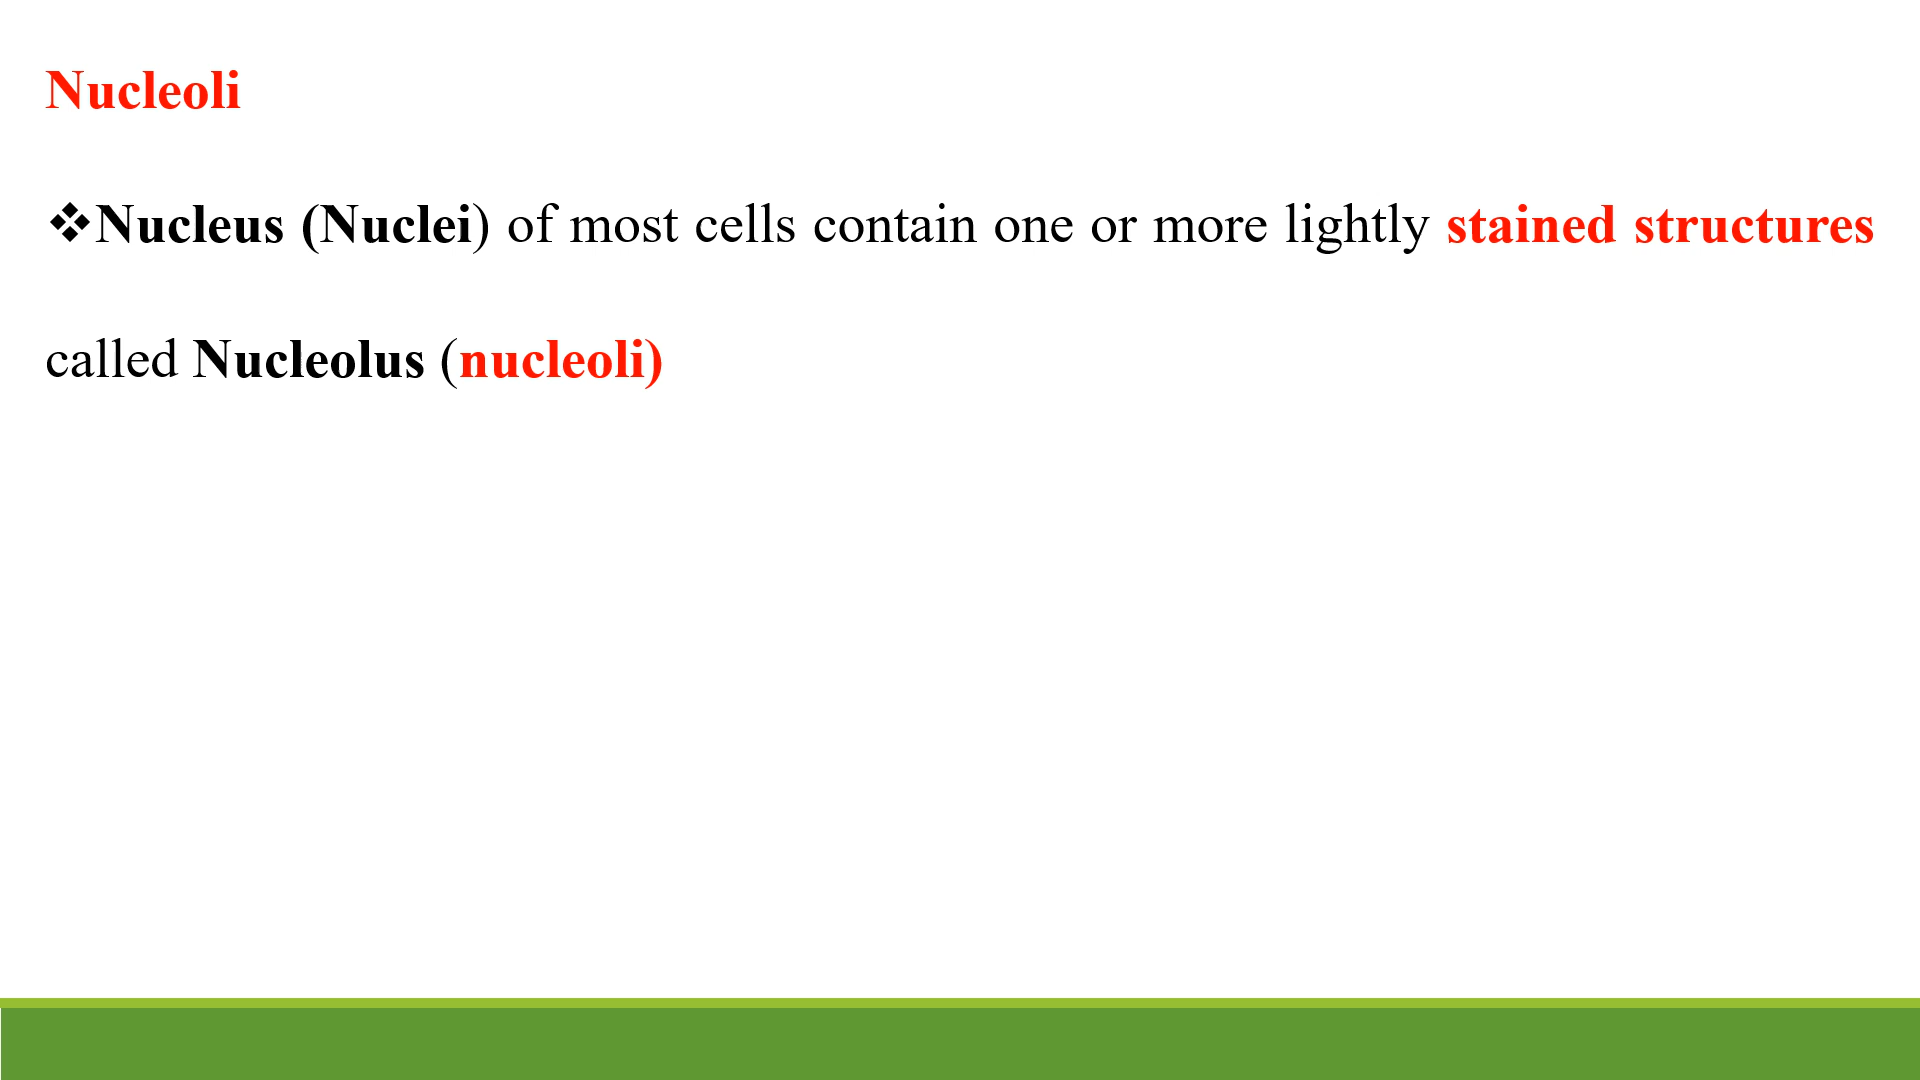 Nucleoli
❖Nucleus (Nuclei) of most cells contain one or more lightly stained structures
called Nucleolus (nucleoli)